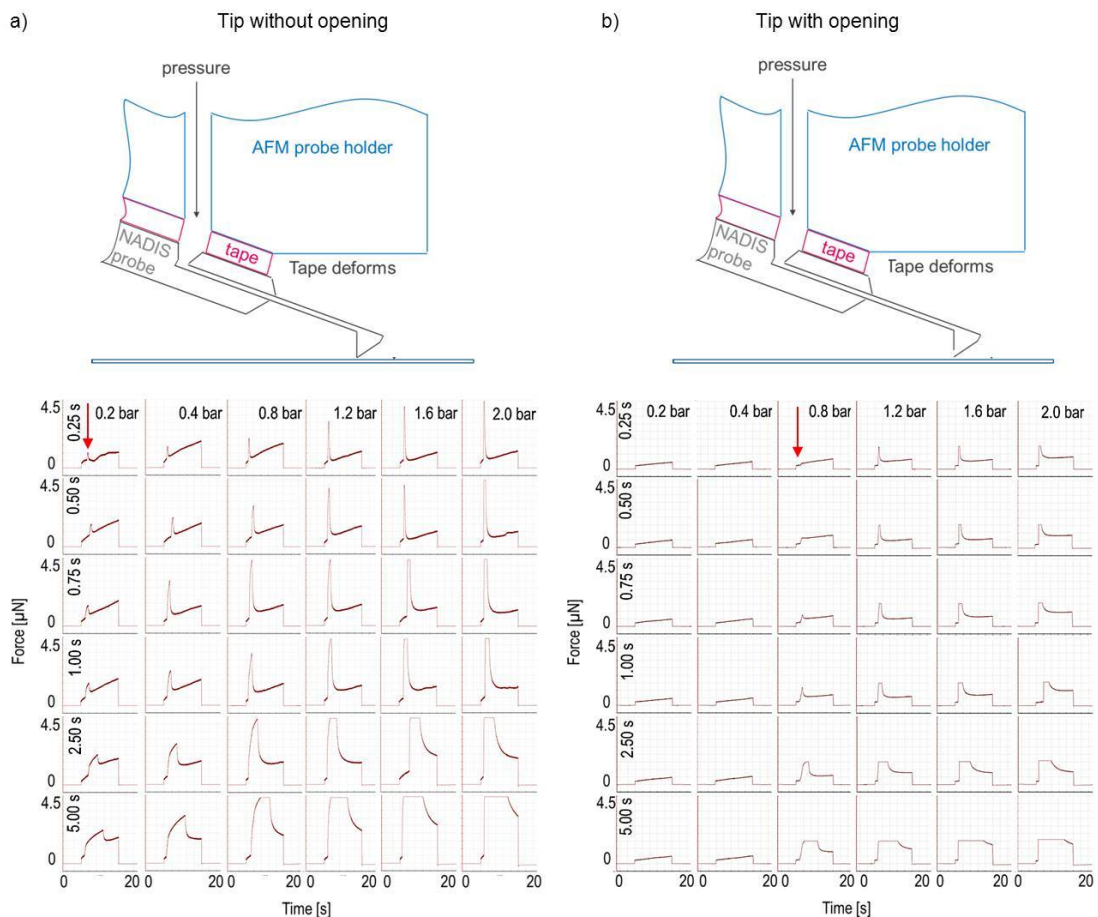 a) Tip without opening
b) Tip with opening
pressure
AFM probe holder
NADIS
probe
tape
Tape deforms
pressure
AFM probe holder
NADIS
probe
tape
Tape deforms
Force [µN]
0.2 bar 0.4 bar 0.8 bar 1.2 bar 1.6 bar 2.0 bar
4.5 0 0.25 s
4.5 0 0.50 s
4.5 0 0.75 s
4.5 0 1.00 s
4.5 0 2.50 s
4.5 0 5.00 s
0 20 0 20 0 20 0 20 0 20 0 20
Time [s]
Force [µN]
0.2 bar 0.4 bar 0.8 bar 1.2 bar 1.6 bar 2.0 bar
4.5 0 0.25 s
4.5 0 0.50 s
4.5 0 0.75 s
4.5 0 1.00 s
4.5 0 2.50 s
4.5 0 5.00 s
0 20 0 20 0 20 0 20 0 20 0 20
Time [s]